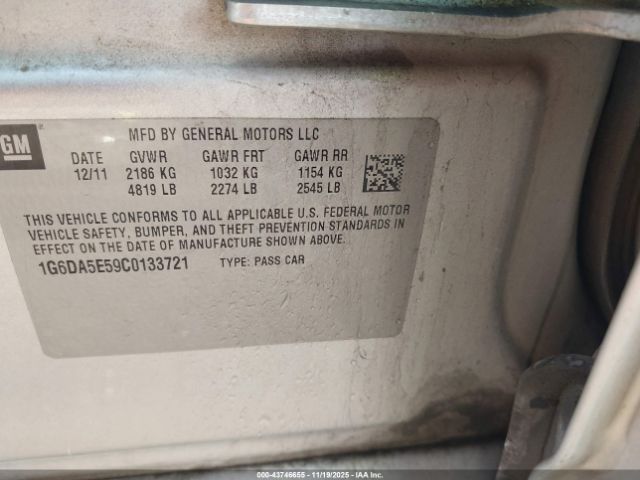 GM
MFD BY GENERAL MOTORS LLC
DATE GVWR GAWR FRT GAWR RR
12/11 2186 KG 1032 KG 1154 KG
4819 LB 2274 LB 2545 LB
THIS VEHICLE CONFORMS TO ALL APPLICABLE U.S. FEDERAL MOTOR
VEHICLE SAFETY, BUMPER, AND THEFT PREVENTION STANDARDS IN
EFFECT ON THE DATE OF MANUFACTURE SHOWN ABOVE.
1G6DA5E59C0133721 TYPE: PASS CAR
000-43746655 - 11/19/2025 - IAA Inc.